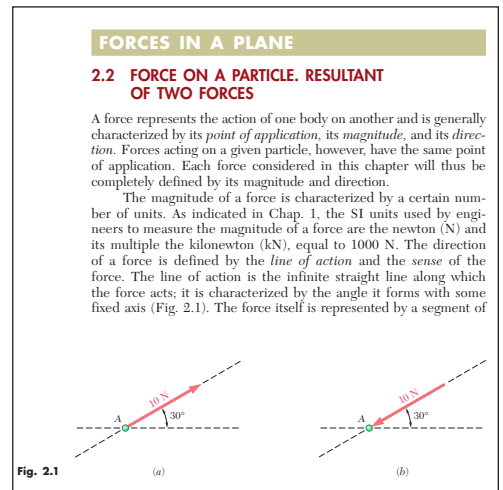 FORCES IN A PLANE
2.2 FORCE ON A PARTICLE. RESULTANT
OF TWO FORCES
A force represents the action of one body on another and is generally
characterized by its point of application, its magnitude, and its direc-
tion. Forces acting on a given particle, however, have the same point
of application. Each force considered in this chapter will thus be
completely defined by its magnitude and direction.
The magnitude of a force is characterized by a certain num-
ber of units. As indicated in Chap. 1, the SI units used by engi-
neers to measure the magnitude of a force are the newton (N) and
its multiple the kilonewton (kN), equal to 1000 N. The direction
of a force is defined by the line of action and the sense of the
force. The line of action is the infinite straight line along which
the force acts; it is characterized by the angle it forms with some
fixed axis (Fig. 2.1). The force itself is represented by a segment of
10 N
A
30°
10 N
A
30°
Fig. 2.1
(a)
(b)